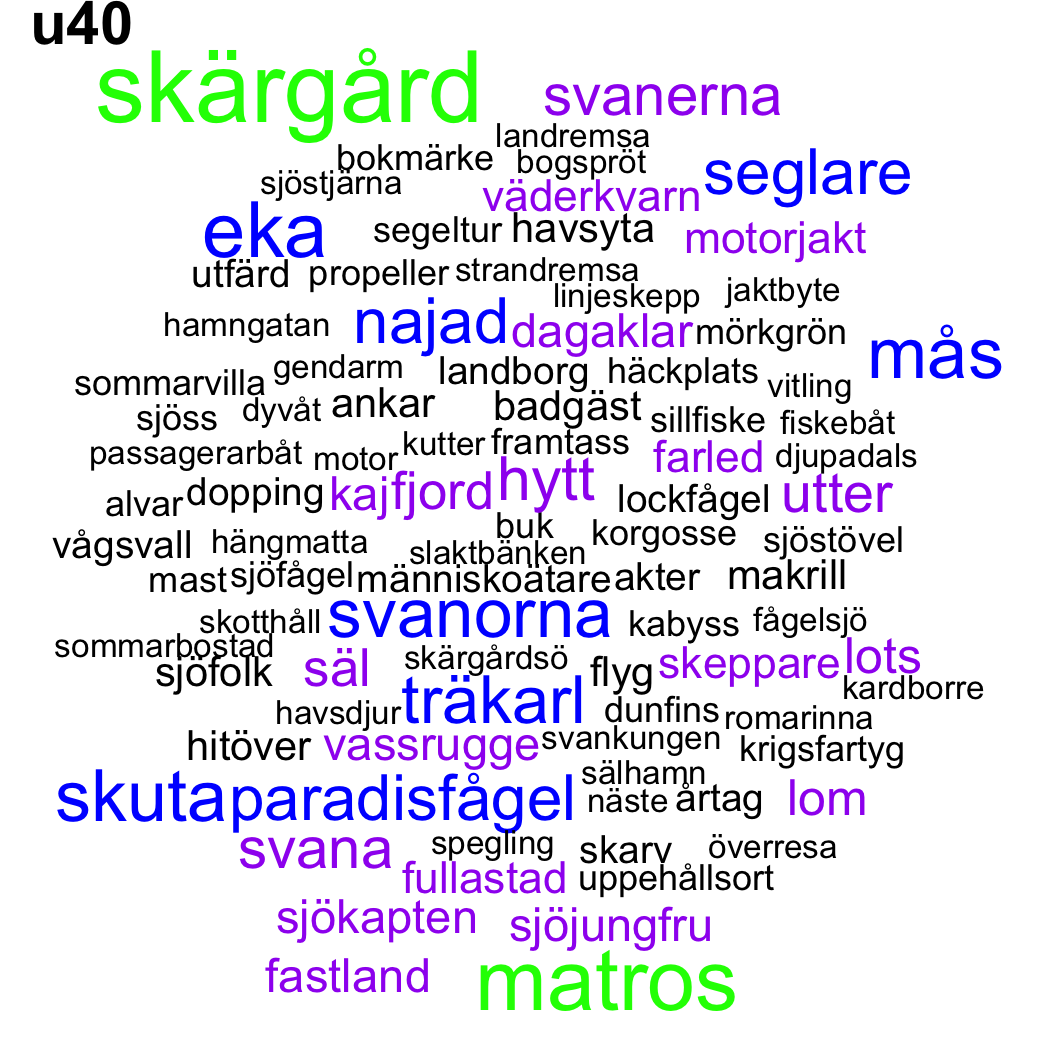 u40
skärgård svanerna
landremsa
bokmärke bogspröt seglare
sjöstjärna väderkvarn
eka segeltur havsyta motorjakt
utfärd propeller strandremsa
linjeskepp jaktbyte
hamngatan najad dagaklar mörkgrön mås
sommarvilla gendarm landborg häckplats vitling
sjöss dyvåt ankar badgäst sillfiske fiskebåt
passagerarbåt motor kutter framtass farled djupadals
alvar dopping kaj fjord hytt lockfågel utter
vågsvall hängmatta buk korgosse sjöstövel
slaktbänken
mast sjöfågel människoätare akter makrill
skotthåll svanorna kabyss fågelsjö
sommarbostad
sjöfolk säl skärgårdsö flyg skeppare lots
kardborre
havsdjur träkarl dunfins romarinna
hitöver vassrugge svankungen krigsfartyg
sälhamn
skuta paradisfågel näste årtag lom
svana spegling skarv överresa
fullastad uppehållsort
sjökapten sjöjungfru
fastland matros